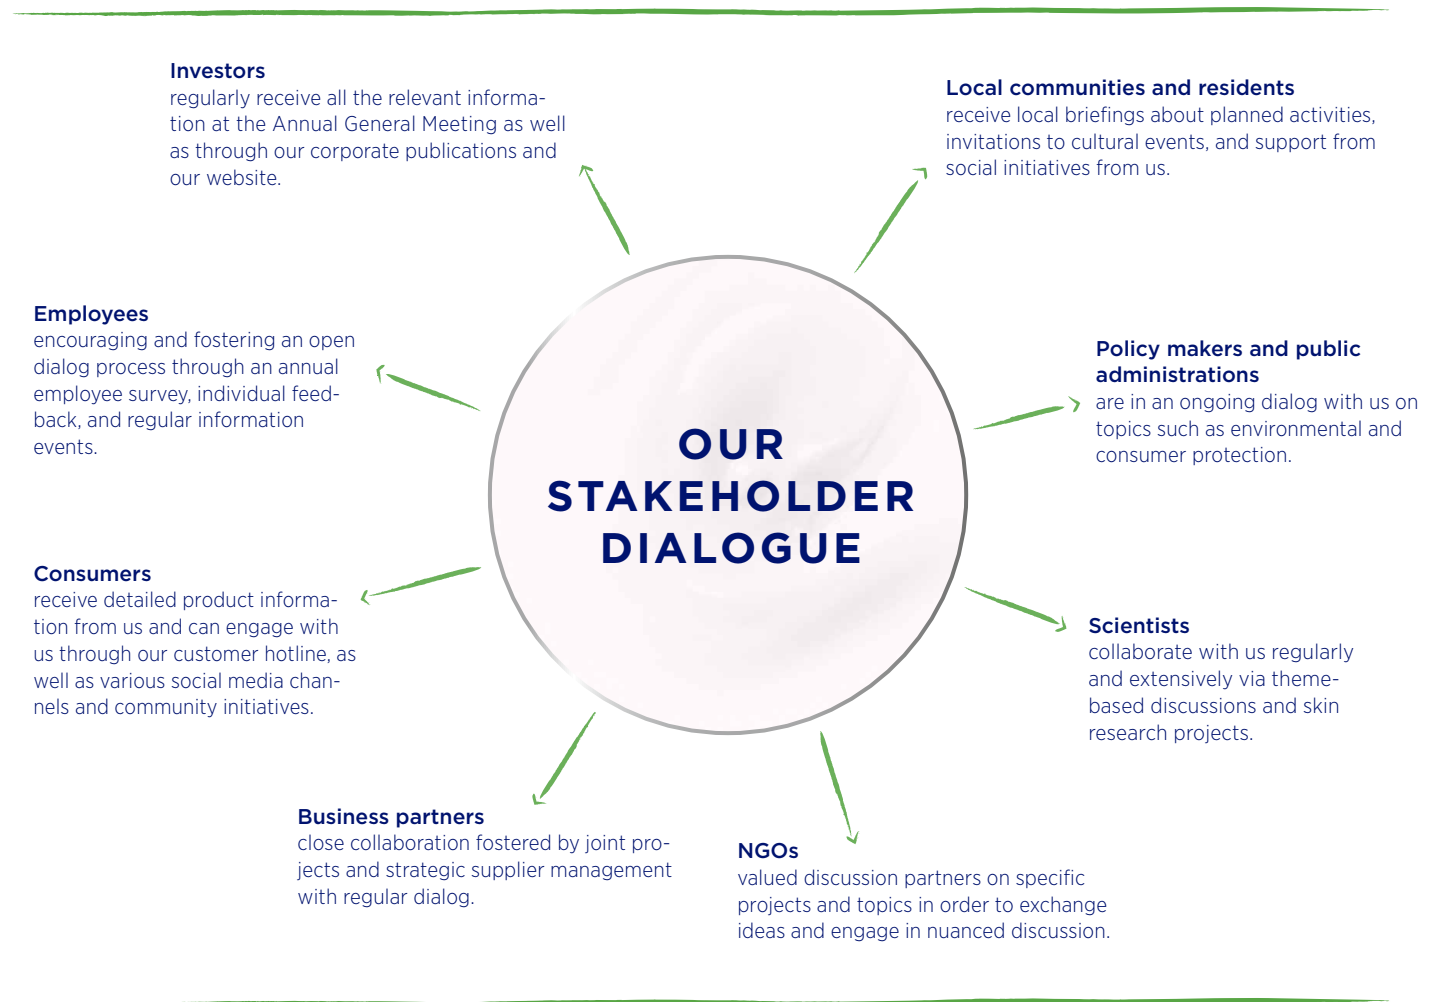 Investors
regularly receive all the relevant informa-
tion at the Annual General Meeting as well
as through our corporate publications and
our website.
Local communities and residents
receive local briefings about planned activities,
invitations to cultural events, and support from
social initiatives from us.
Employees
encouraging and fostering an open
dialog process through an annual
employee survey, individual feed-
back, and regular information
events.
Policy makers and public
administrations
are in an ongoing dialog with us on
topics such as environmental and
consumer protection.
OUR
STAKEHOLDER
DIALOGUE
Consumers
receive detailed product informa-
tion from us and can engage with
us through our customer hotline, as
well as various social media chan-
nels and community initiatives.
Scientists
collaborate with us regularly
and extensively via theme-
based discussions and skin
research projects.
Business partners
close collaboration fostered by joint pro-
jects and strategic supplier management
with regular dialog.
NGOs
valued discussion partners on specific
projects and topics in order to exchange
ideas and engage in nuanced discussion.